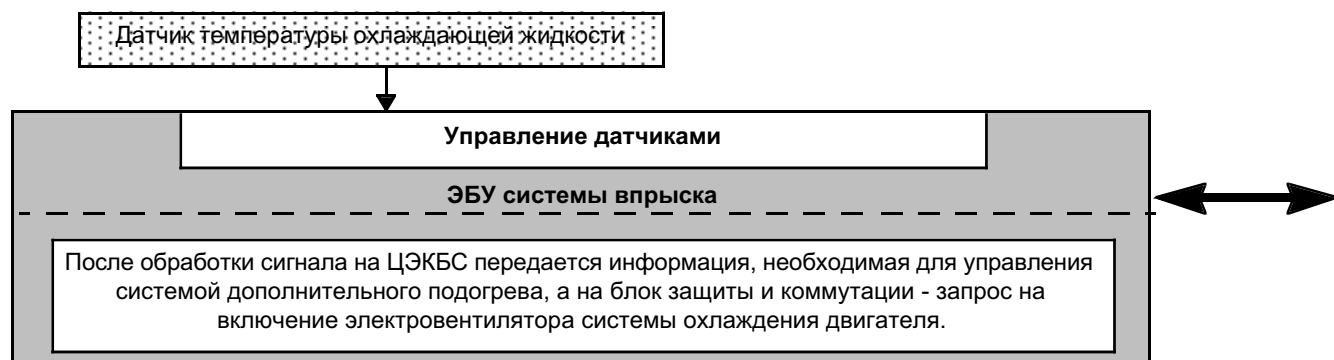 Датчик температуры охлаждающей жидкости
Управление датчиками
ЭБУ системы впрыска
После обработки сигнала на ЦЭКБС передается информация, необходимая для управления
системой дополнительного подогрева, а на блок защиты и коммутации - запрос на
включение электровентилятора системы охлаждения двигателя.